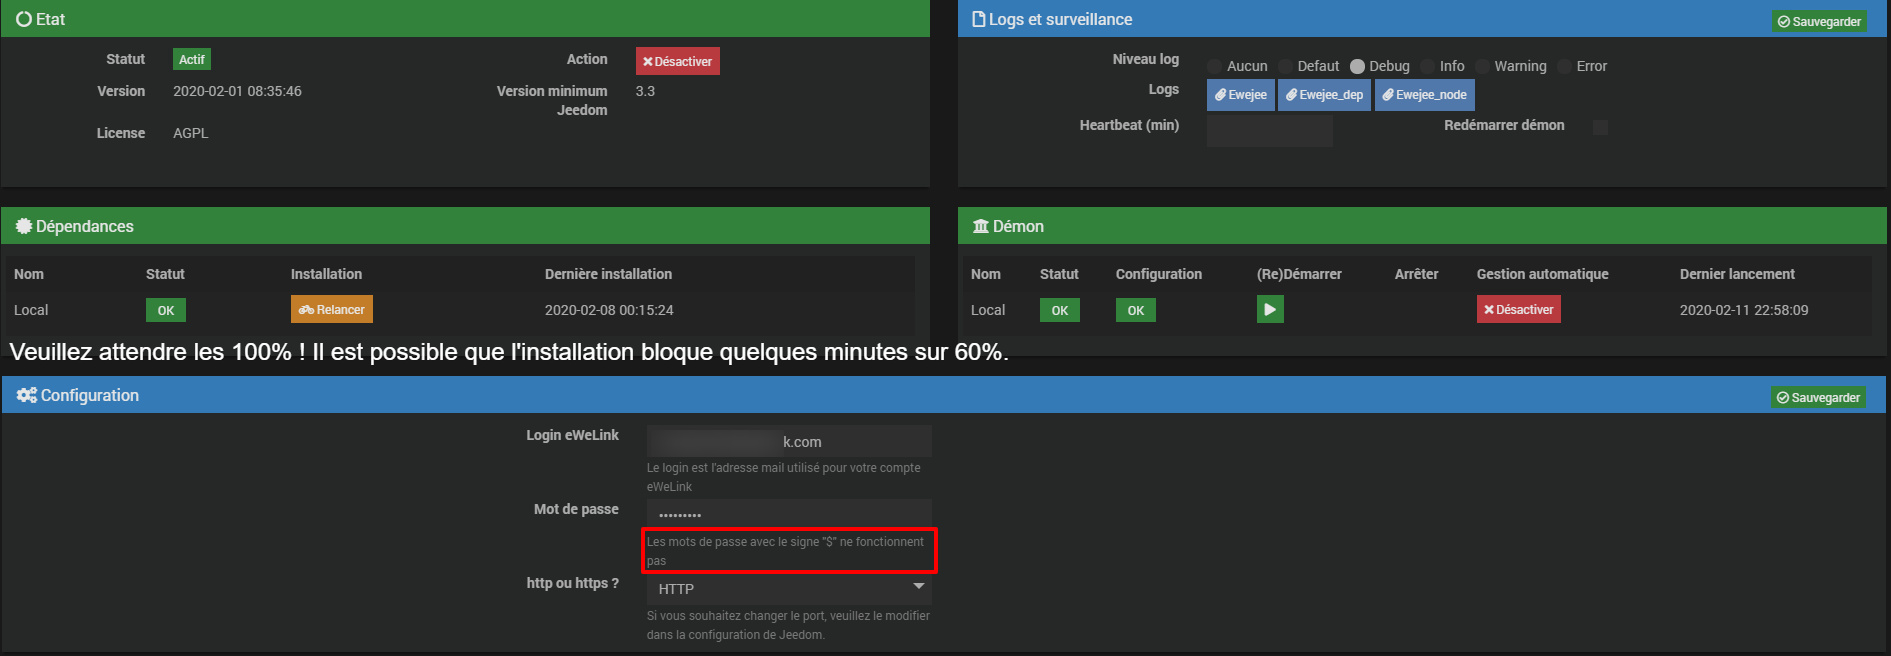 Etat
Statut Actif Action Désactiver
Version 2020-02-01 08:35:46 Version minimum Jeedom 3.3
License AGPL
Logs et surveillance Sauvegarder
Niveau log Aucun Defaut Debug Info Warning Error
Logs Ewejee Ewejee_dep Ewejee_node
Heartbeat (min) Redémarrer démon
Dépendances
Nom Statut Installation Dernière installation
Local OK Relancer 2020-02-08 00:15:24
Démon
Nom Statut Configuration (Re)Démarrer Arrêter Gestion automatique Dernier lancement
Local OK OK Désactiver 2020-02-11 22:58:09
Veuillez attendre les 100% ! Il est possible que l'installation bloque quelques minutes sur 60%.
Configuration Sauvegarder
Login eWeLink k.com
Le login est l'adresse mail utilisé pour votre compte
eWeLink
Mot de passe •••••••••
Les mots de passe avec le signe "$" ne fonctionnent
pas
http ou https ? HTTP
Si vous souhaitez changer le port, veuillez le modifier
dans la configuration de Jeedom.